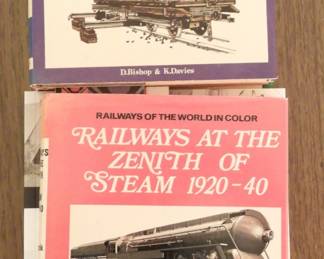 D.Bishop & K.Davies
RAILWAYS OF THE WORLD IN COLOR
RAILWAYS AT THE
ZENITH OF
STEAM 1920-40